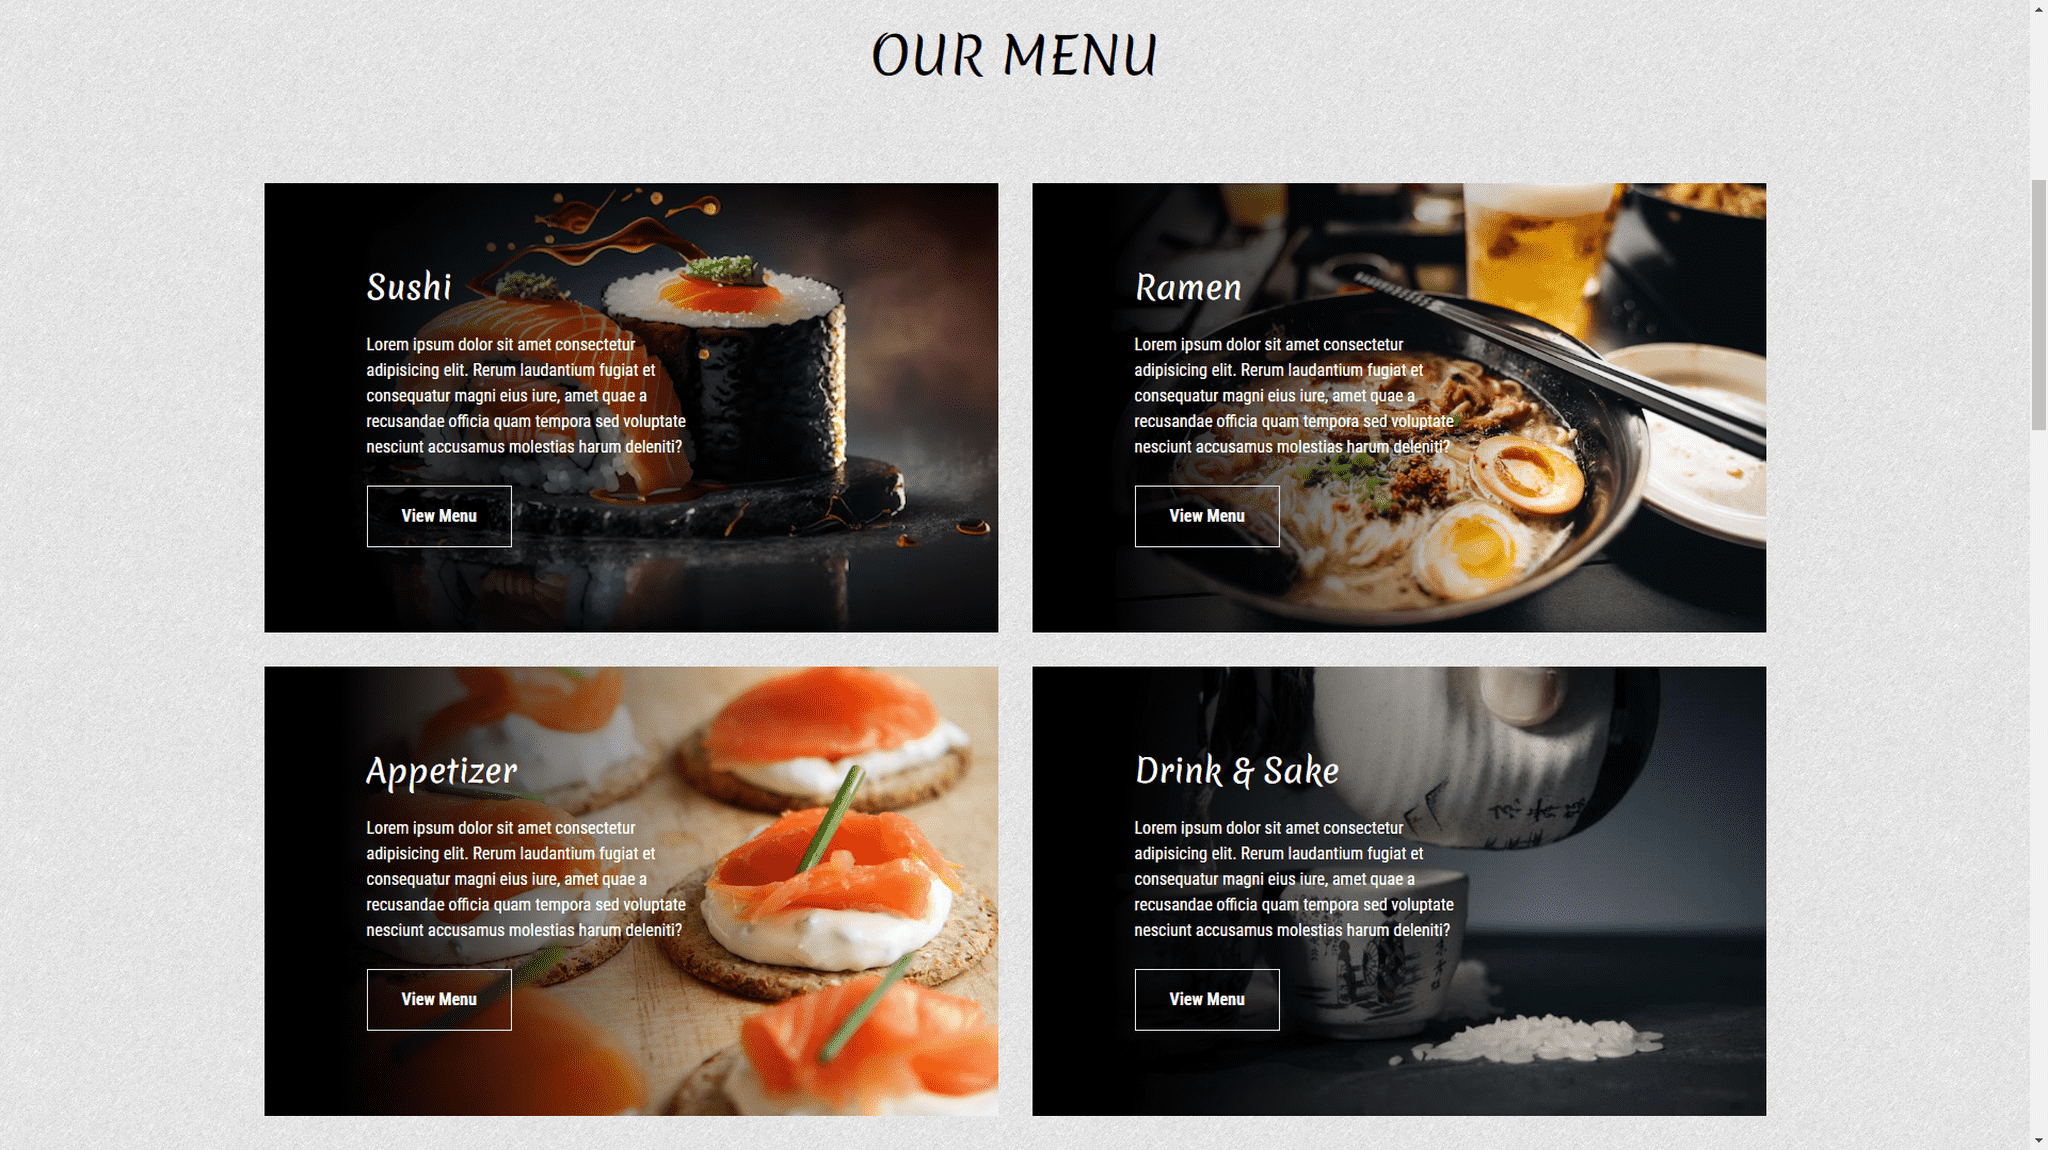 OUR MENU
Sushi
Lorem ipsum dolor sit amet consectetur
adipisicing elit. Rerum laudantium fugiat et
consequatur magni eius iure, amet quae a
recusandae officia quam tempora sed voluptate
nesciunt accusamus molestias harum deleniti?
View Menu
Ramen
Lorem ipsum dolor sit amet consectetur
adipisicing elit. Rerum laudantium fugiat et
consequatur magni eius iure, amet quae a
recusandae officia quam tempora sed voluptate
nesciunt accusamus molestias harum deleniti?
View Menu
Appetizer
Lorem ipsum dolor sit amet consectetur
adipisicing elit. Rerum laudantium fugiat et
consequatur magni eius iure, amet quae a
recusandae officia quam tempora sed voluptate
nesciunt accusamus molestias harum deleniti?
View Menu
Drink & Sake
Lorem ipsum dolor sit amet consectetur
adipisicing elit. Rerum laudantium fugiat et
consequatur magni eius iure, amet quae a
recusandae officia quam tempora sed voluptate
nesciunt accusamus molestias harum deleniti?
View Menu